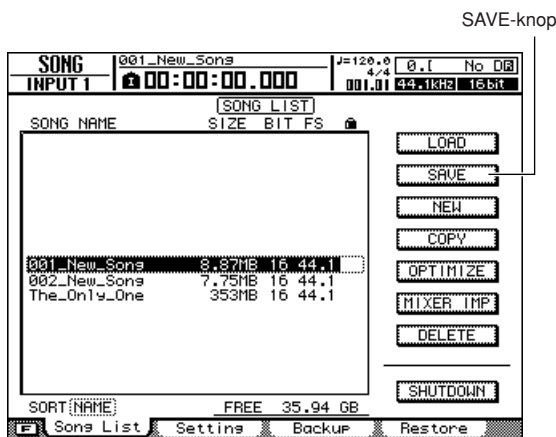 SAVE-knop
SONG
INPUT 1
001_New_Song
00:00:00.000
♩=120.0
4/4
001.01
0.[ No D
44.1kHz 16bit
SONG LIST
SONG NAME SIZE BIT FS
001_New_Song 8.87MB 16 44.1
002_New_Song 7.75MB 16 44.1
The_Only_One 353MB 16 44.1
LOAD
SAVE
NEW
COPY
OPTIMIZE
MIXER IMP
DELETE
SHUTDOWN
SORT NAME FREE 35.94 GB
F Song List Setting Backup Restore